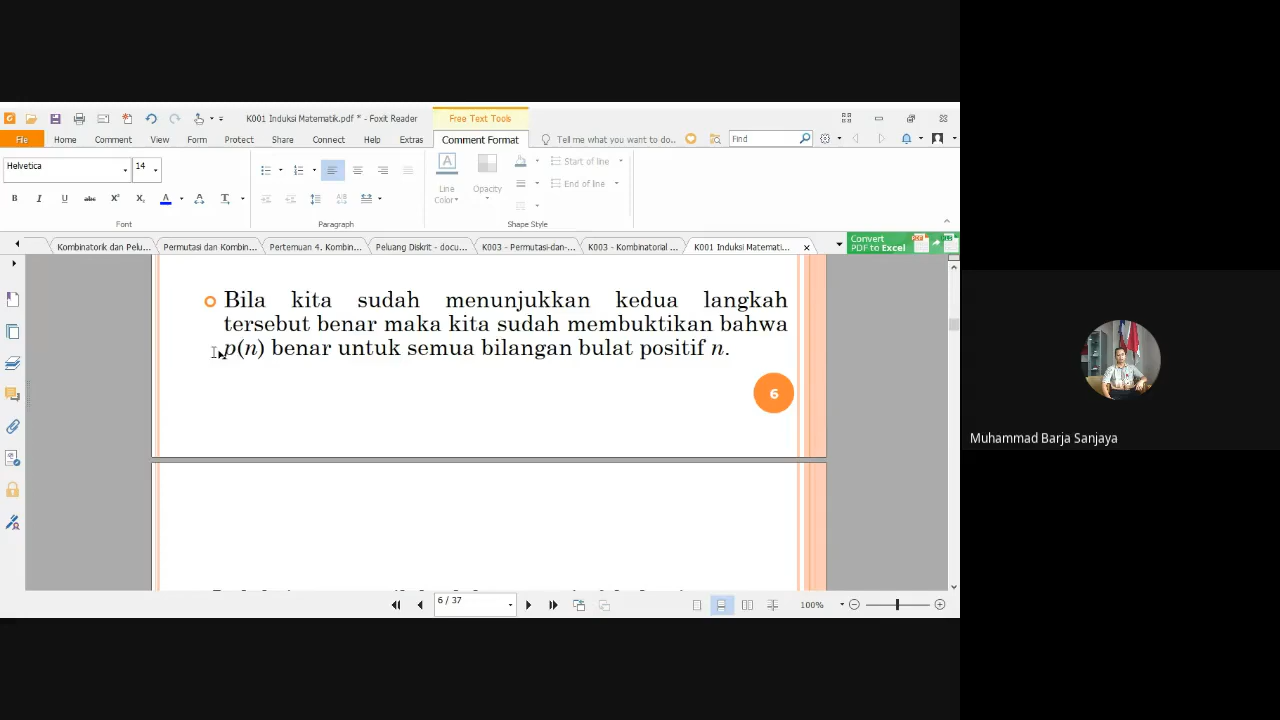 K001 Induksi Matematik.pdf * - Foxit Reader
Free Text Tools
File Home Comment View Form Protect Share Connect Help Extras Comment Format Tell me what you want to do.. Find
Helvetica 14
Start of line
End of line
Line Color
Opacity
Font Paragraph Shape Style
Kombinatorik dan Pelu... Permutasi dan Kombin... Pertemuan 4. Kombin... Peluang Diskrit - docu... K003 - Permutasi-dan-... K003 - Kombinatorial ... K001 Induksi Matemati...
Convert
PDF to Excel
Bila kita sudah menunjukkan kedua langkah
tersebut benar maka kita sudah membuktikan bahwa
p(n) benar untuk semua bilangan bulat positif n.
6
Muhammad Barja Sanjaya
6 / 37
100%